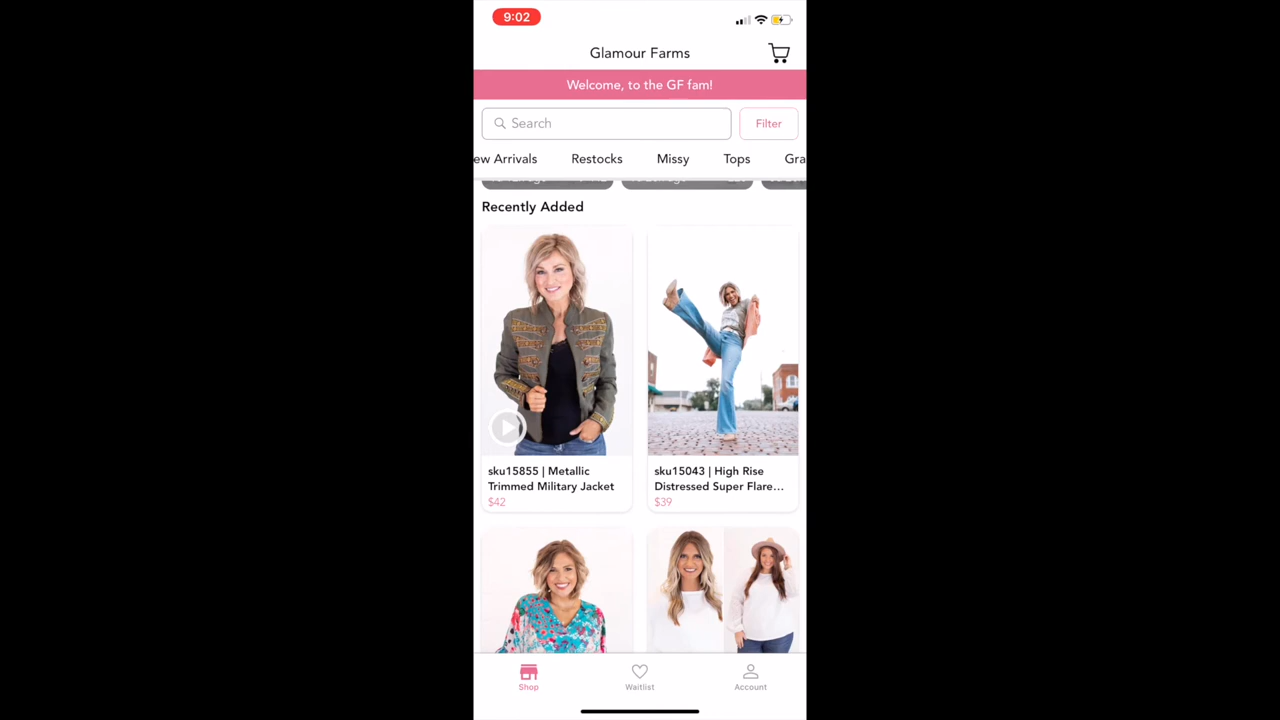 9:02
Glamour Farms
Welcome, to the GF fam!
Search
Filter
ew Arrivals
Restocks
Missy
Tops
Gra
Recently Added
sku15855 | Metallic
Trimmed Military Jacket
$42
sku15043 | High Rise
Distressed Super Flare...
$39
Shop
Waitlist
Account